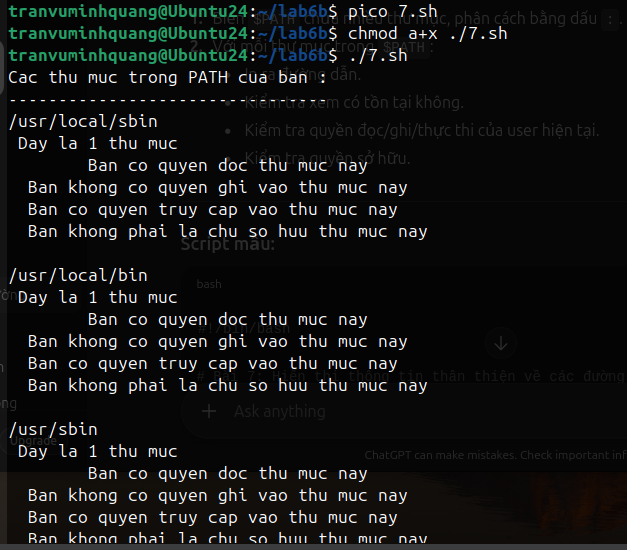 tranvuminhquang@Ubuntu24:~/lab6b$ pico 7.sh
tranvuminhquang@Ubuntu24:~/lab6b$ chmod a+x ./7.sh
tranvuminhquang@Ubuntu24:~/lab6b$ ./7.sh
Cac thu muc trong PATH cua ban :
--------------------------------
/usr/local/sbin
Day la 1 thu muc
Ban co quyen doc thu muc nay
Ban khong co quyen ghi vao thu muc nay
Ban co quyen truy cap vao thu muc nay
Ban khong phai la chu so huu thu muc nay
/usr/local/bin
Day la 1 thu muc
Ban co quyen doc thu muc nay
Ban khong co quyen ghi vao thu muc nay
Ban co quyen truy cap vao thu muc nay
Ban khong phai la chu so huu thu muc nay
/usr/sbin
Day la 1 thu muc
Ban co quyen doc thu muc nay
Ban khong co quyen ghi vao thu muc nay
Ban co quyen truy cap vao thu muc nay
Ban khong phai la chu so huu thu muc nay
Kiểm tra xem có tồn tại không.
Kiểm tra quyền đọc/ghi/thực thi của user hiện tại.
Kiểm tra quyền sở hữu.
Script mẫu:
bash
#!/bin/bash
Ask anything
Upgrade
ChatGPT can make mistakes. Check important inf